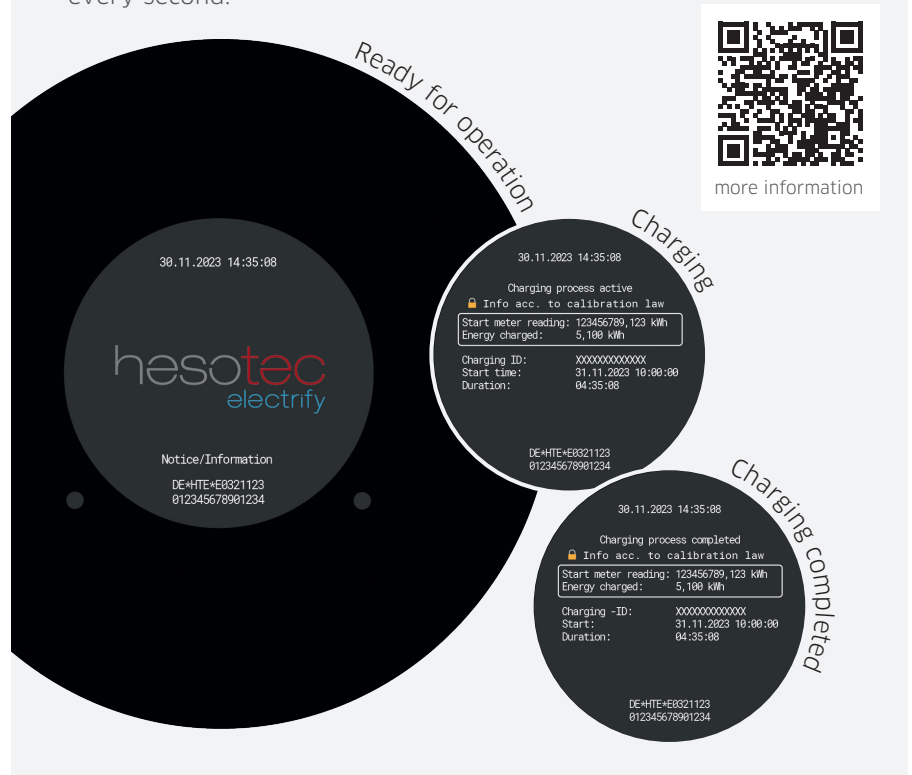 every second.
more information
Ready for operation
30.11.2023 14:35:08
hesotec
electrify
Notice/Information
DE*HTE*E0321123
012345678901234
Charging
30.11.2023 14:35:08
Charging process active
Info acc. to calibration law
Start meter reading: 123456789,123 kWh
Energy charged: 5,100 kWh
Charging ID: XXXXXXXXXXXXX
Start time: 31.11.2023 10:00:00
Duration: 04:35:08
DE*HTE*E0321123
012345678901234
Charging completed
30.11.2023 14:35:08
Charging process completed
Info acc. to calibration law
Start meter reading: 123456789,123 kWh
Energy charged: 5,100 kWh
Charging -ID: XXXXXXXXXXXXX
Start: 31.11.2023 10:00:00
Duration: 04:35:08
DE*HTE*E0321123
012345678901234